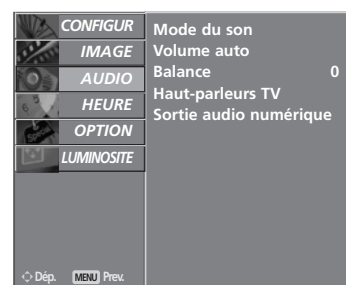 CONFIGUR
IMAGE
AUDIO
HEURE
OPTION
LUMINOSITE
Mode du son
Volume auto
Balance 0
Haut-parleurs TV
Sortie audio numérique
Dép. MENU Prev.